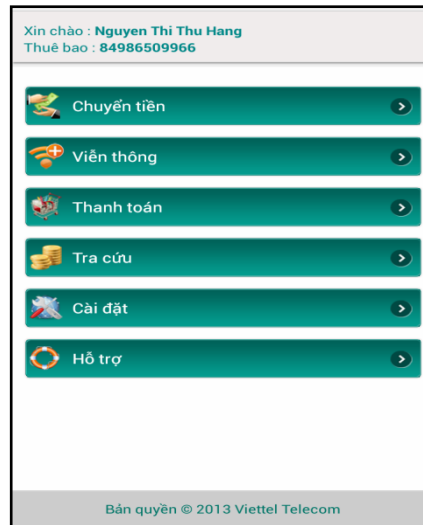 Xin chào : Nguyen Thi Thu Hang
Thuê bao : 84986509966
Chuyển tiền
Viễn thông
Thanh toán
Tra cứu
Cài đặt
Hỗ trợ
Bản quyền © 2013 Viettel Telecom